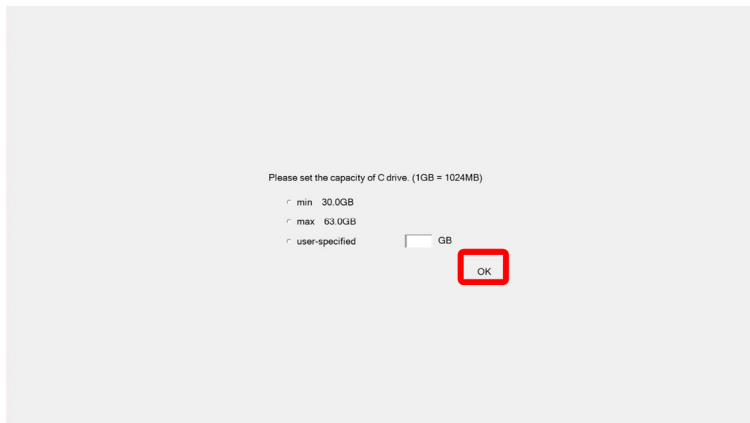 Please set the capacity of C drive. (1GB = 1024MB)
min 30.0GB
max 63.0GB
user-specified GB
OK